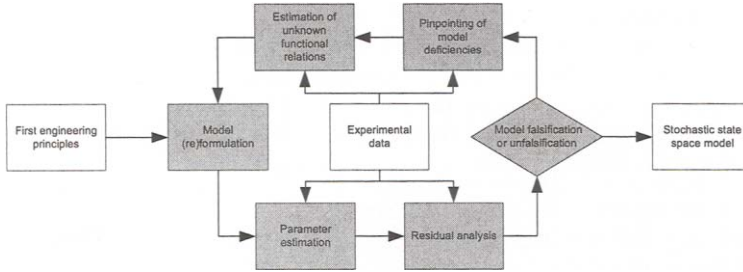 Estimation of
unknown
functional
relations
Pinpointing of
model
deficiencies
First engineering
principles
Model
(re)formulation
Experimental
data
Model falsification
or unfalsification
Stochastic state
space model
Parameter
estimation
Residual analysis